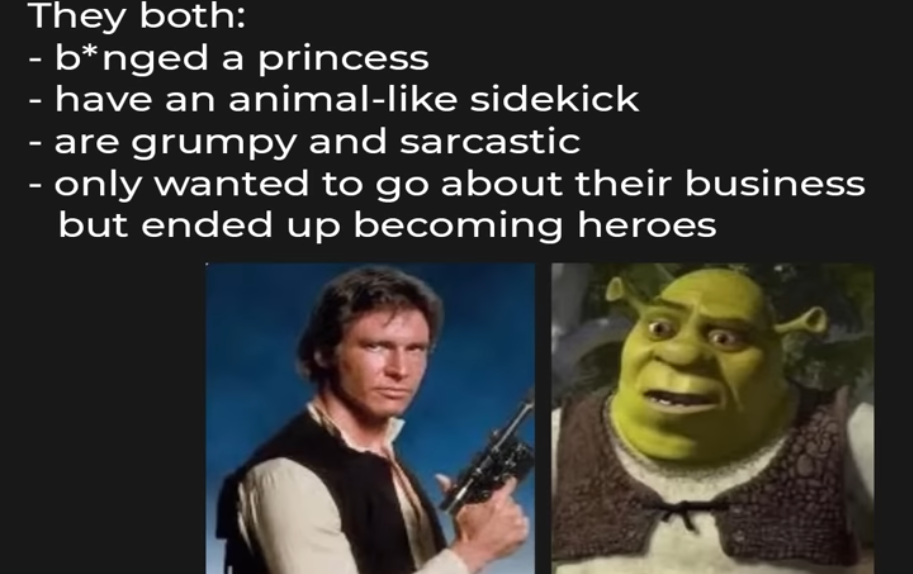 They both:
- b*nged a princess
- have an animal-like sidekick
- are grumpy and sarcastic
- only wanted to go about their business
but ended up becoming heroes